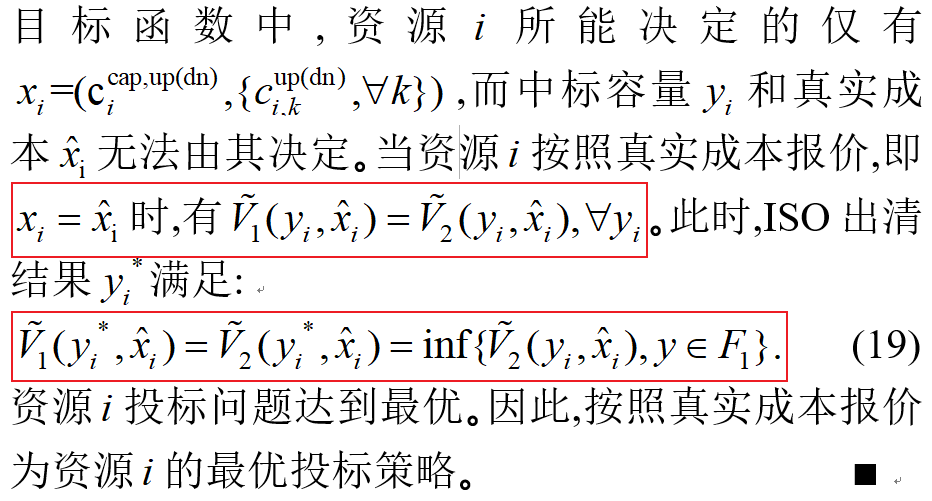 目标函数中,资源 i 所能决定的仅有
x_i=(c_i^{cap,up(dn)},{c_{i,k}^{up(dn)},∀k}),而中标容量 y_i 和真实成
本 x̂_i 无法由其决定。当资源 i 按照真实成本报价,即
x_i = x̂_i 时,有 Ṽ_1(y_i,x̂_i)=Ṽ_2(y_i,x̂_i),∀y_i。此时,ISO 出清
结果 y_i^* 满足:
Ṽ_1(y_i^*,x̂_i)=Ṽ_2(y_i^*,x̂_i)=inf{Ṽ_2(y_i,x̂_i),y∈F_1}. (19)
资源 i 投标问题达到最优。因此,按照真实成本报价
为资源 i 的最优投标策略。 ■